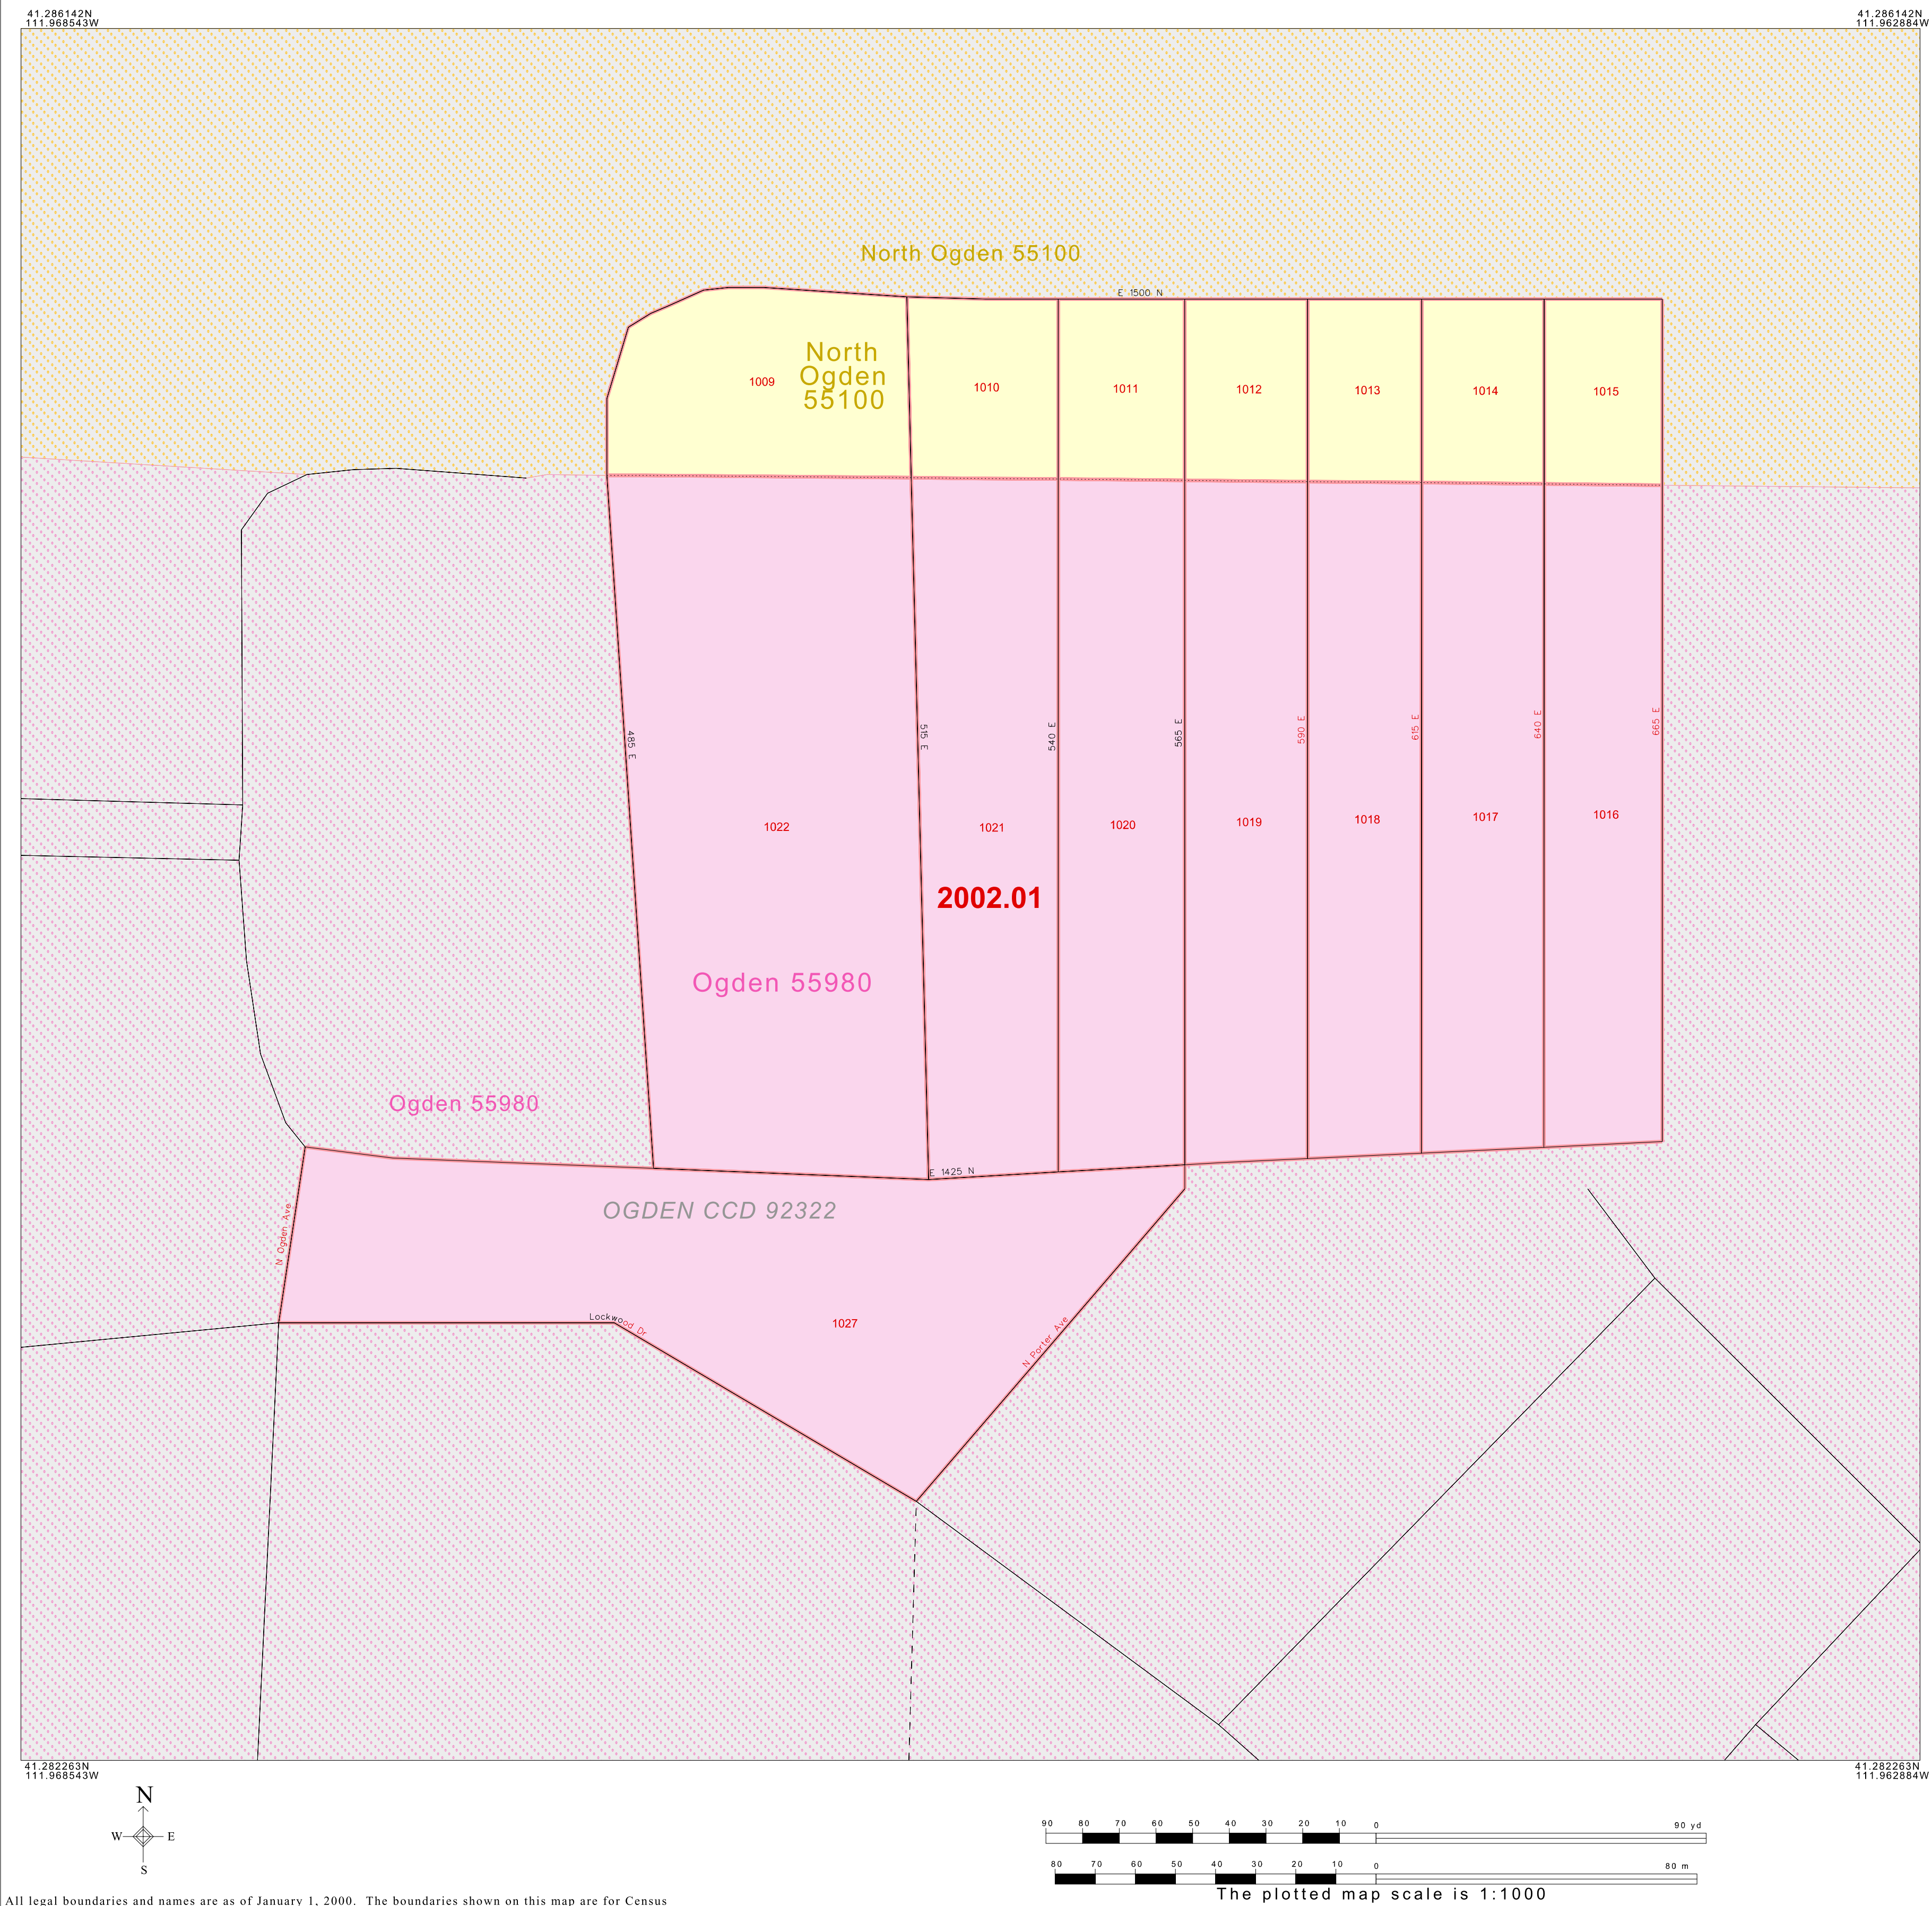 41.286142N
111.968543W
41.286142N
111.962884W
North Ogden 55100
E 1500 N
North
Ogden
55100
1009
1010
1011
1012
1013
1014
1015
485 E
515 E
540 E
565 E
590 E
615 E
640 E
665 E
1022
1021
1020
1019
1018
1017
1016
2002.01
Ogden 55980
Ogden 55980
E 1425 N
OGDEN CCD 92322
N Ogden Ave
Lockwood Dr
1027
N Porter Ave
41.282263N
111.968543W
41.282263N
111.962884W
N
W E
S
90 80 70 60 50 40 30 20 10 0 90 yd
80 70 60 50 40 30 20 10 0 80 m
The plotted map scale is 1:1000
All legal boundaries and names are as of January 1, 2000. The boundaries shown on this map are for Census